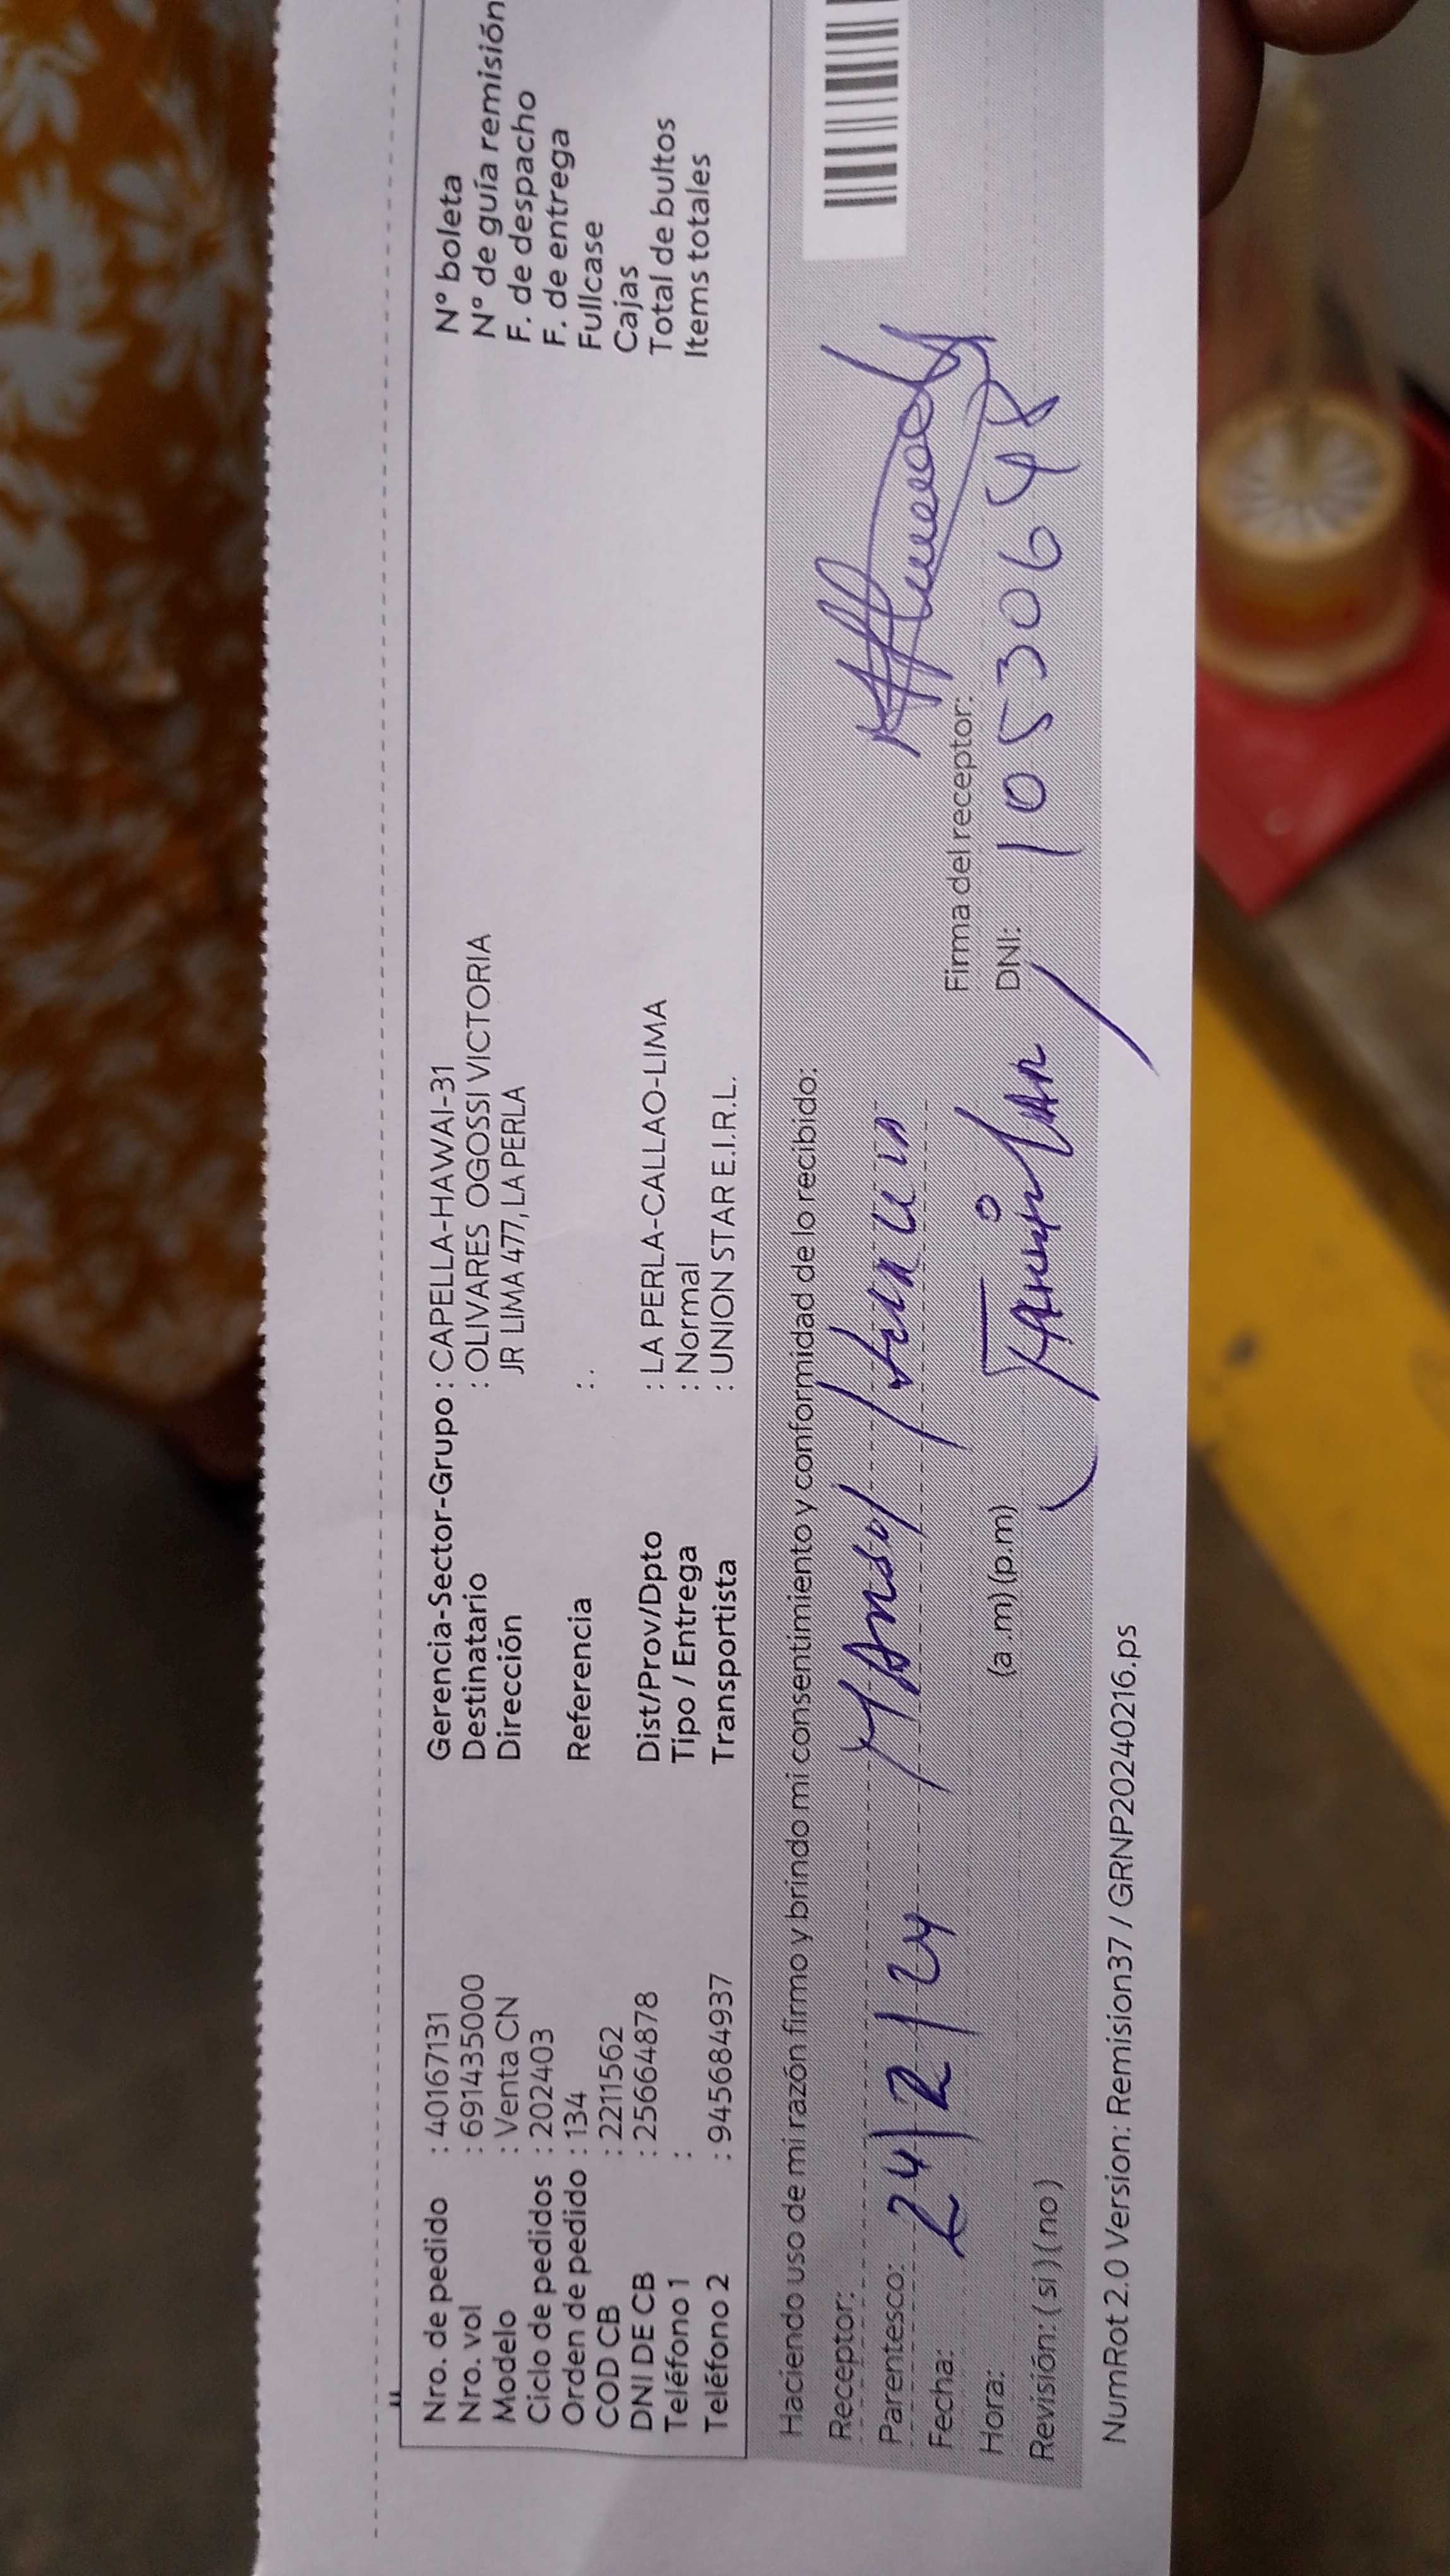 Nro. de pedido : 40167131 Gerencia-Sector-Grupo : CAPELLA-HAWAI-31 N° boleta
Nro. vol : 691435000 Destinatario : OLIVARES OGOSSI VICTORIA N° de guía remisión
Modelo : Venta CN Dirección JR LIMA 477, LA PERLA F. de despacho
Ciclo de pedidos : 202403 F. de entrega
Orden de pedido : 134 Referencia : . Fullcase
COD CB : 2211562 Cajas
DNI DE CB : 25664878 Dist/Prov/Dpto : LA PERLA-CALLAO-LIMA Total de bultos
Teléfono 1 : Tipo / Entrega : Normal Items totales
Teléfono 2 : 945684937 Transportista : UNION STAR E.I.R.L.
Haciendo uso de mi razón firmo y brindo mi consentimiento y conformidad de lo recibido:
Receptor:
Parentesco:
Fecha: 24/2/24 Firma del receptor:
Hora: (a .m) (p.m) DNI: 10530648
Revisión: ( si ) ( no )
NumRot 2.0 Version: Remision37 / GRNP20240216.ps